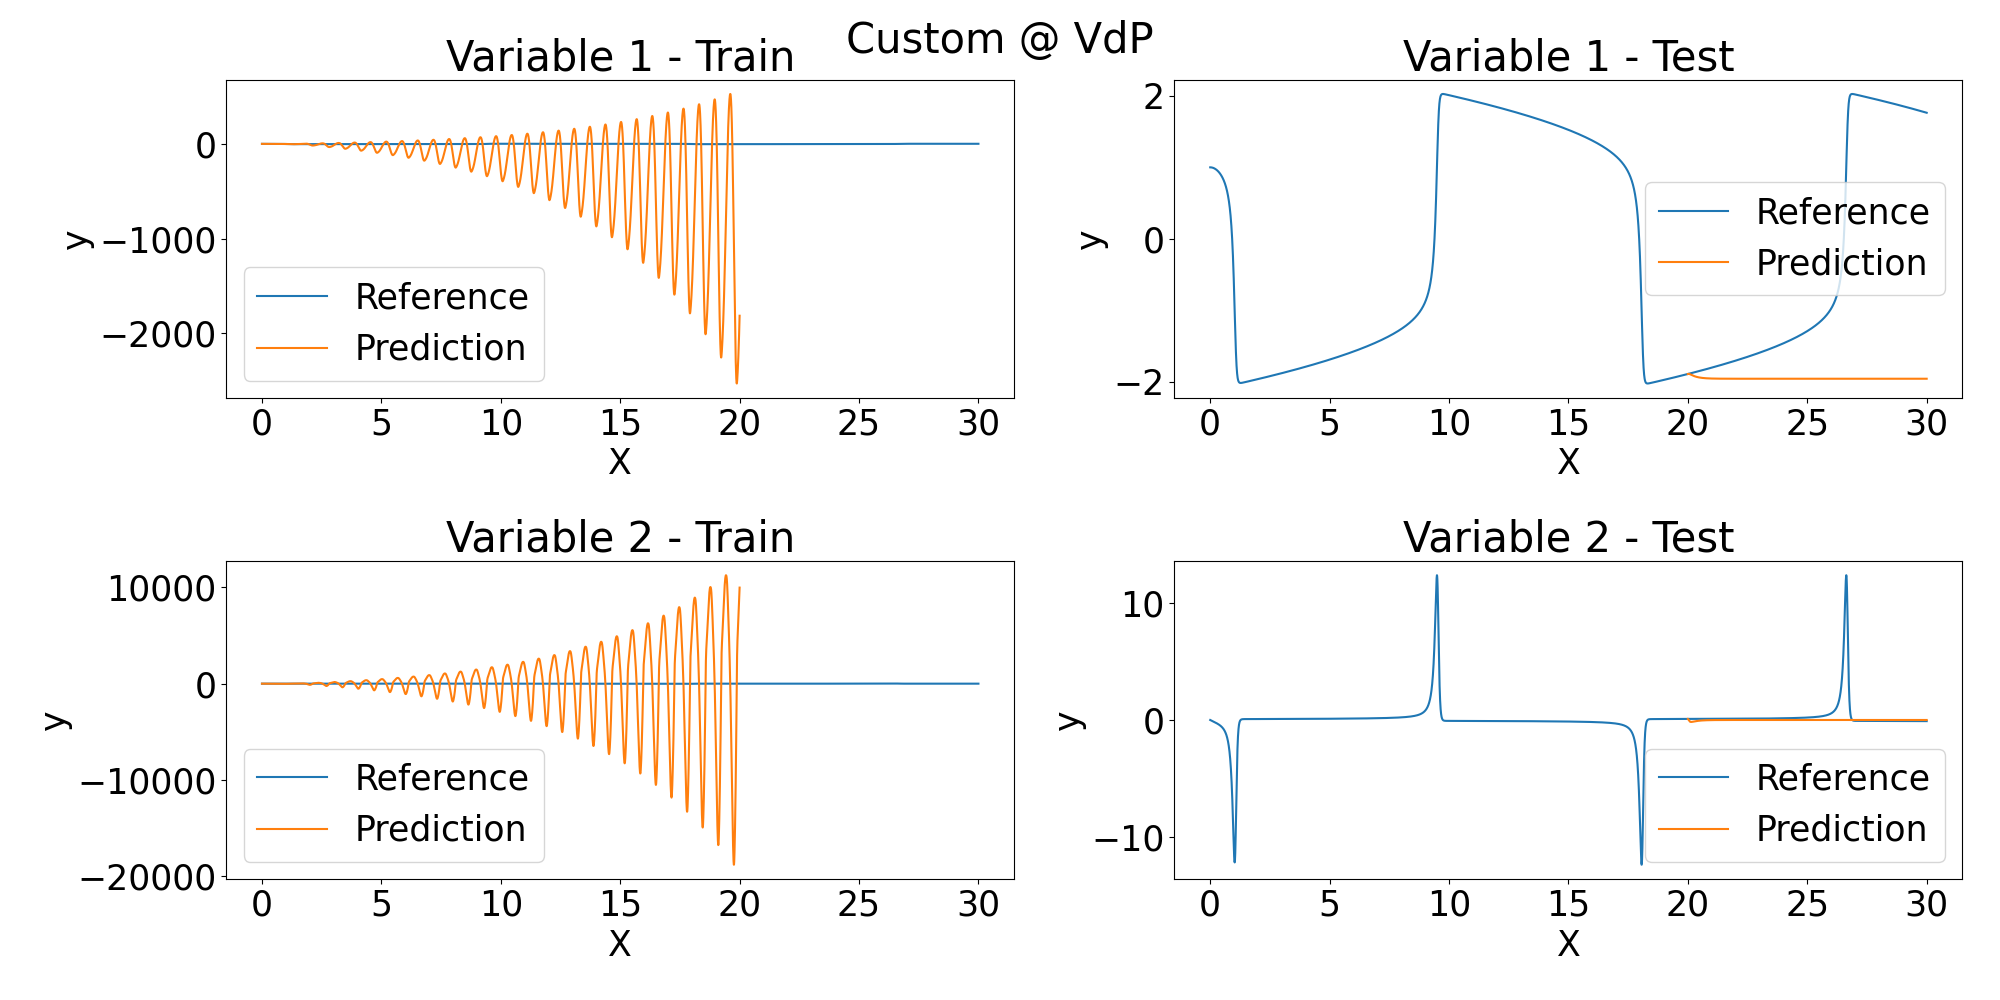 Custom @ VdP
Variable 1 - Train
0
−1000
−2000
y
Reference
Prediction
0 5 10 15 20 25 30
X
Variable 1 - Test
2
0
−2
y
Reference
Prediction
0 5 10 15 20 25 30
X
Variable 2 - Train
10000
0
−10000
−20000
y
Reference
Prediction
0 5 10 15 20 25 30
X
Variable 2 - Test
10
0
−10
y
Reference
Prediction
0 5 10 15 20 25 30
X